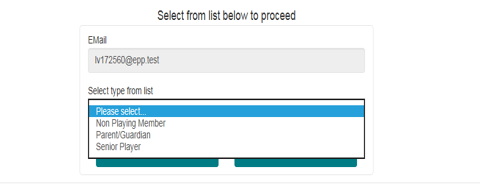 Select from list below to proceed
EMail
lv172560@epp.test
Select type from list
Please select...
Non Playing Member
Parent/Guardian
Senior Player